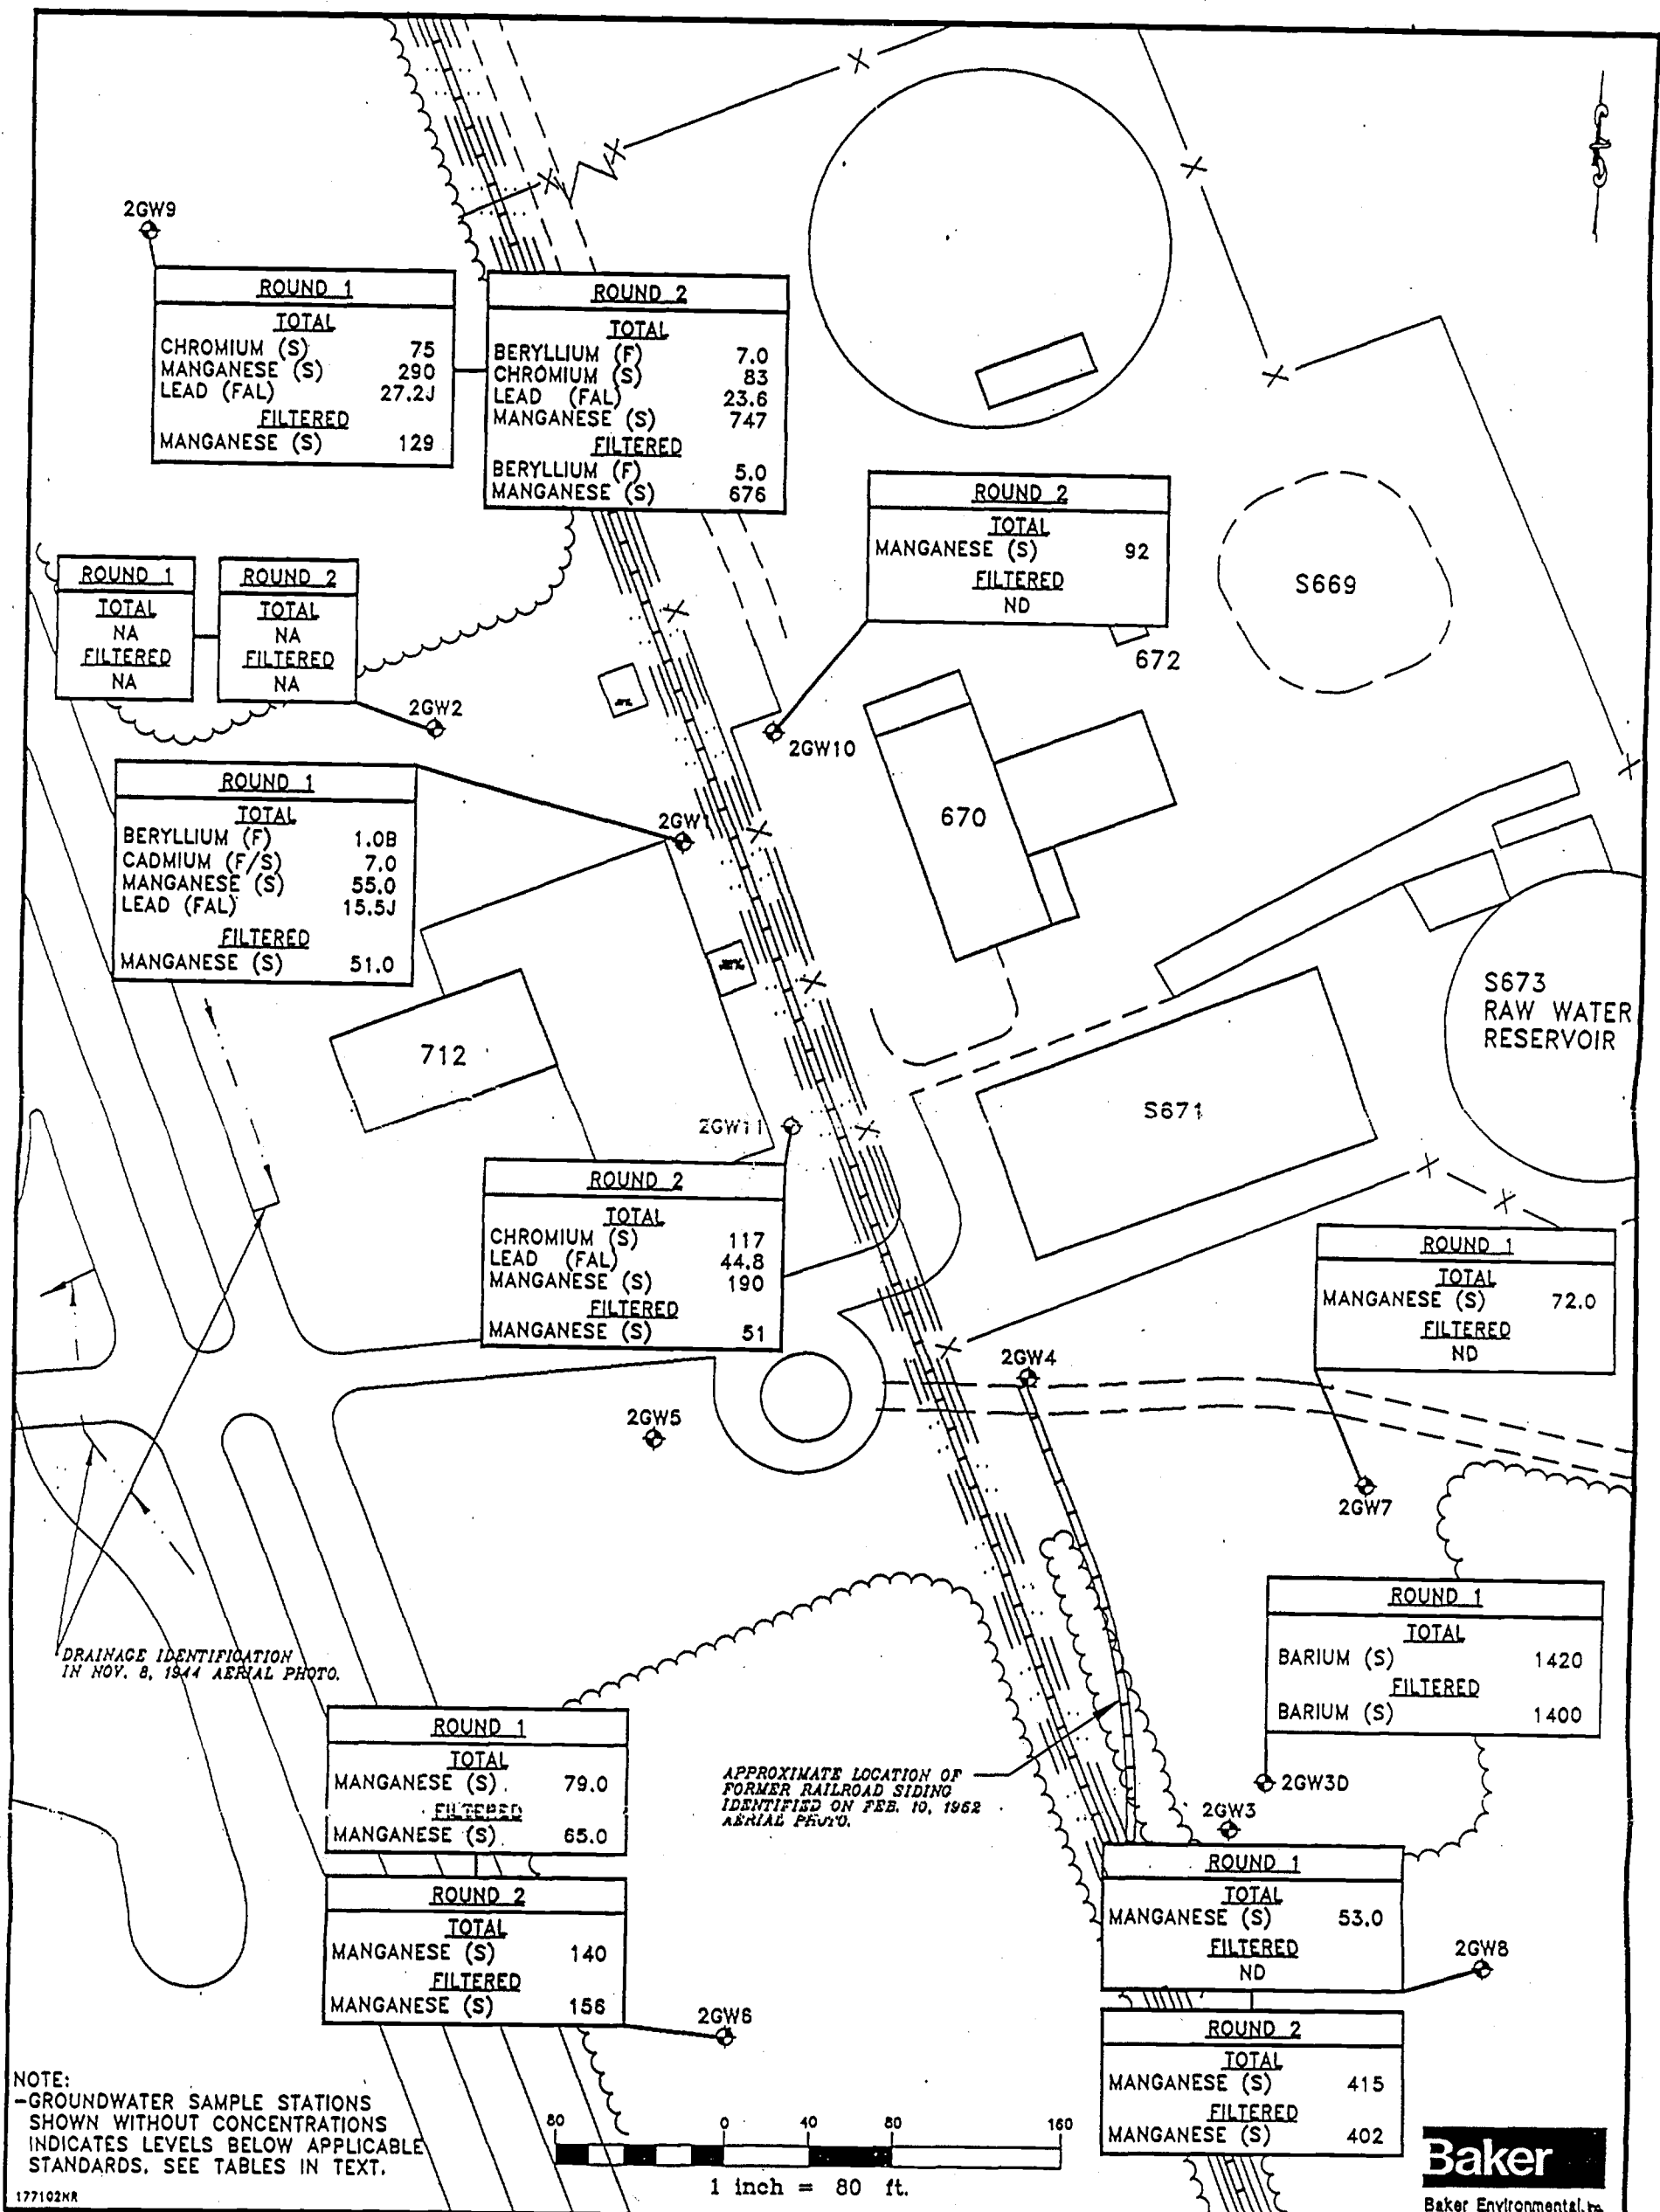 2GW9
ROUND 1
TOTAL
CHROMIUM (S) 75
MANGANESE (S) 290
LEAD (FAL) 27.2J
FILTERED
MANGANESE (S) 129
ROUND 2
TOTAL
BERYLLIUM (F) 7.0
CHROMIUM (S) 83
LEAD (FAL) 23.6
MANGANESE (S) 747
FILTERED
BERYLLIUM (F) 5.0
MANGANESE (S) 676
ROUND 2
TOTAL
MANGANESE (S) 92
FILTERED
ND
S669
672
ROUND 1
TOTAL
NA
FILTERED
NA
ROUND 2
TOTAL
NA
FILTERED
NA
2GW2
2GW10
670
ROUND 1
TOTAL
BERYLLIUM (F) 1.0B
CADMIUM (F/S) 7.0
MANGANESE (S) 55.0
LEAD (FAL) 15.5J
FILTERED
MANGANESE (S) 51.0
2GW1
712
S673
RAW WATER
RESERVOIR
S671
2GW11
ROUND 2
TOTAL
CHROMIUM (S) 117
LEAD (FAL) 44.8
MANGANESE (S) 190
FILTERED
MANGANESE (S) 51
ROUND 1
TOTAL
MANGANESE (S) 72.0
FILTERED
ND
2GW4
2GW5
2GW7
DRAINAGE IDENTIFICATION
IN NOV. 8, 1944 AERIAL PHOTO.
ROUND 1
TOTAL
BARIUM (S) 1420
FILTERED
BARIUM (S) 1400
2GW3D
2GW3
APPROXIMATE LOCATION OF
FORMER RAILROAD SIDING
IDENTIFIED ON FEB. 10, 1952
AERIAL PHOTO.
ROUND 1
TOTAL
MANGANESE (S). 79.0
FILTERED
MANGANESE (S). 65.0
ROUND 2
TOTAL
MANGANESE (S) 140
FILTERED
MANGANESE (S) 156
2GW6
ROUND 1
TOTAL
MANGANESE (S) 53.0
FILTERED
ND
2GW8
ROUND 2
TOTAL
MANGANESE (S) 415
FILTERED
MANGANESE (S) 402
NOTE:
-GROUNDWATER SAMPLE STATIONS
SHOWN WITHOUT CONCENTRATIONS
INDICATES LEVELS BELOW APPLICABLE
STANDARDS. SEE TABLES IN TEXT.
177102NR
80 0 40 80 160
1 inch = 80 ft.
Baker
Baker Environmental, Inc.